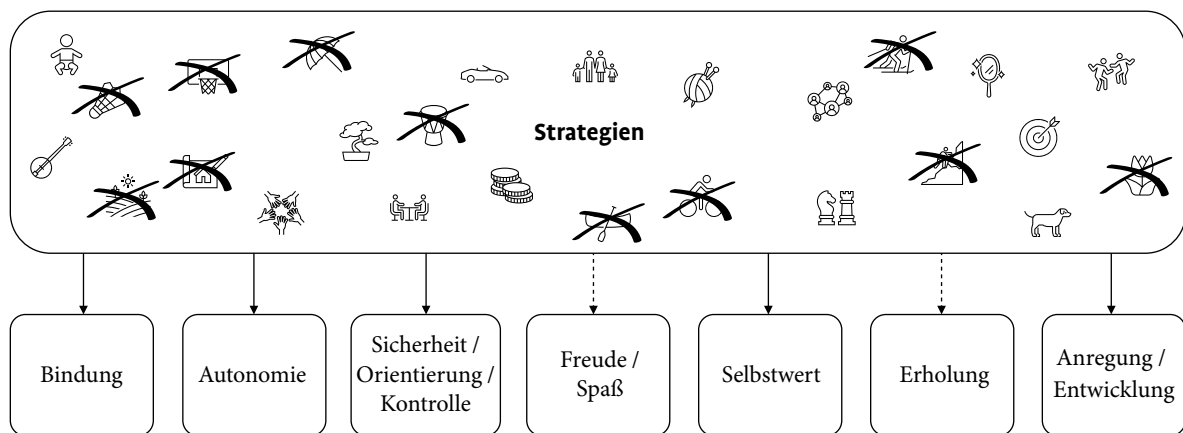 Strategien
Bindung
Autonomie
Sicherheit /
Orientierung /
Kontrolle
Freude /
Spaß
Selbstwert
Erholung
Anregung /
Entwicklung